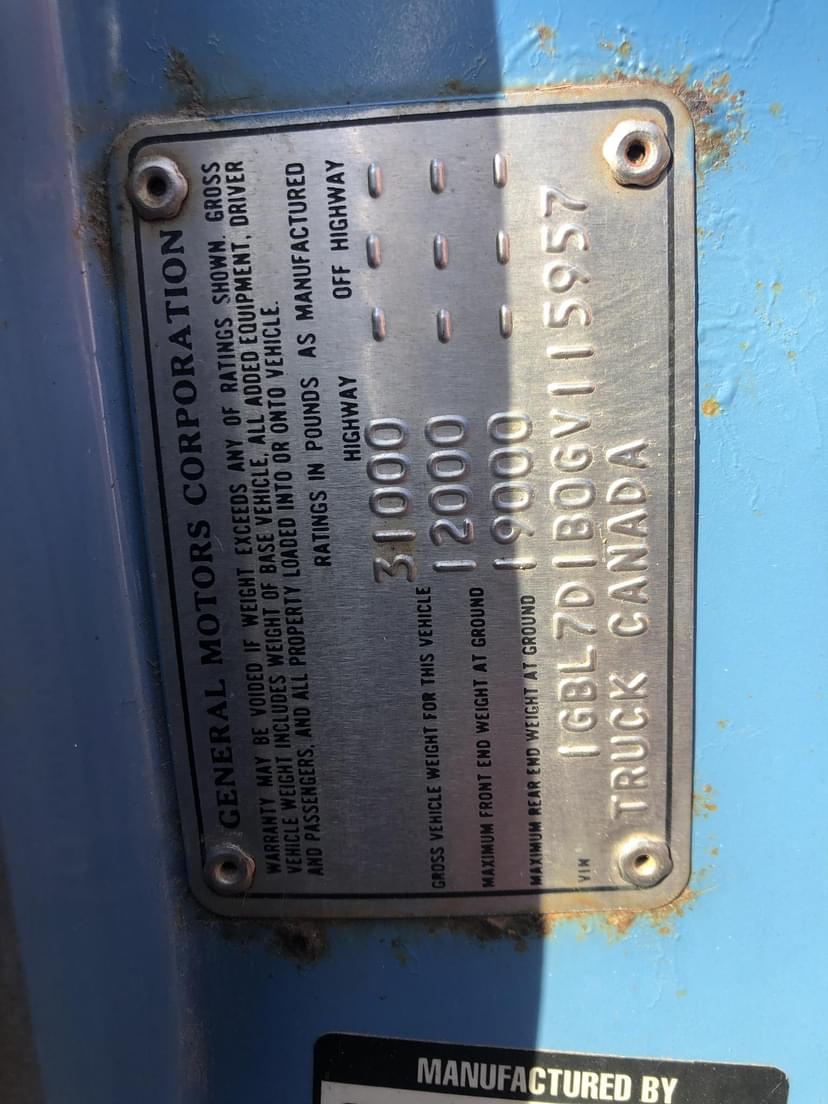 GENERAL MOTORS CORPORATION
WARRANTY MAY BE VOIDED IF WEIGHT EXCEEDS ANY OF RATINGS SHOWN. GROSS
VEHICLE WEIGHT INCLUDES WEIGHT OF BASE VEHICLE, ALL ADDED EQUIPMENT, DRIVER
AND PASSENGERS, AND ALL PROPERTY LOADED INTO OR ONTO VEHICLE.
RATINGS IN POUNDS AS MANUFACTURED
HIGHWAY OFF HIGHWAY
GROSS VEHICLE WEIGHT FOR THIS VEHICLE 31000 - - -
MAXIMUM FRONT END WEIGHT AT GROUND 12000 - - -
MAXIMUM REAR END WEIGHT AT GROUND 19000 - - -
VIN 1GBL7D1B0GV115957
TRUCK CANADA
MANUFACTURED BY